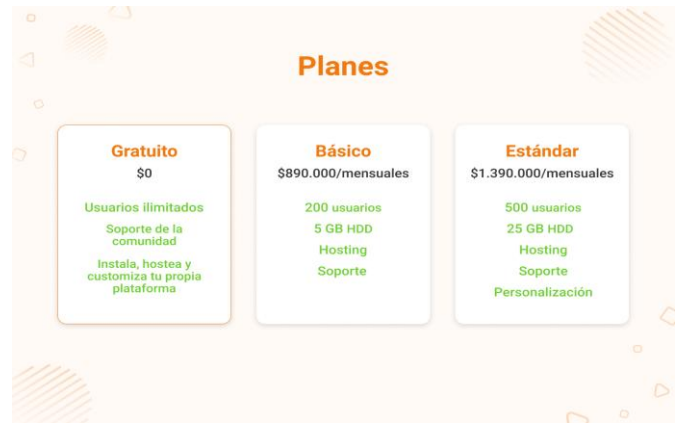 Planes
Gratuito
$0
Usuarios ilimitados
Soporte de la
comunidad
Instala, hostea y
customiza tu propia
plataforma
Básico
$890.000/mensuales
200 usuarios
5 GB HDD
Hosting
Soporte
Estándar
$1.390.000/mensuales
500 usuarios
25 GB HDD
Hosting
Soporte
Personalización